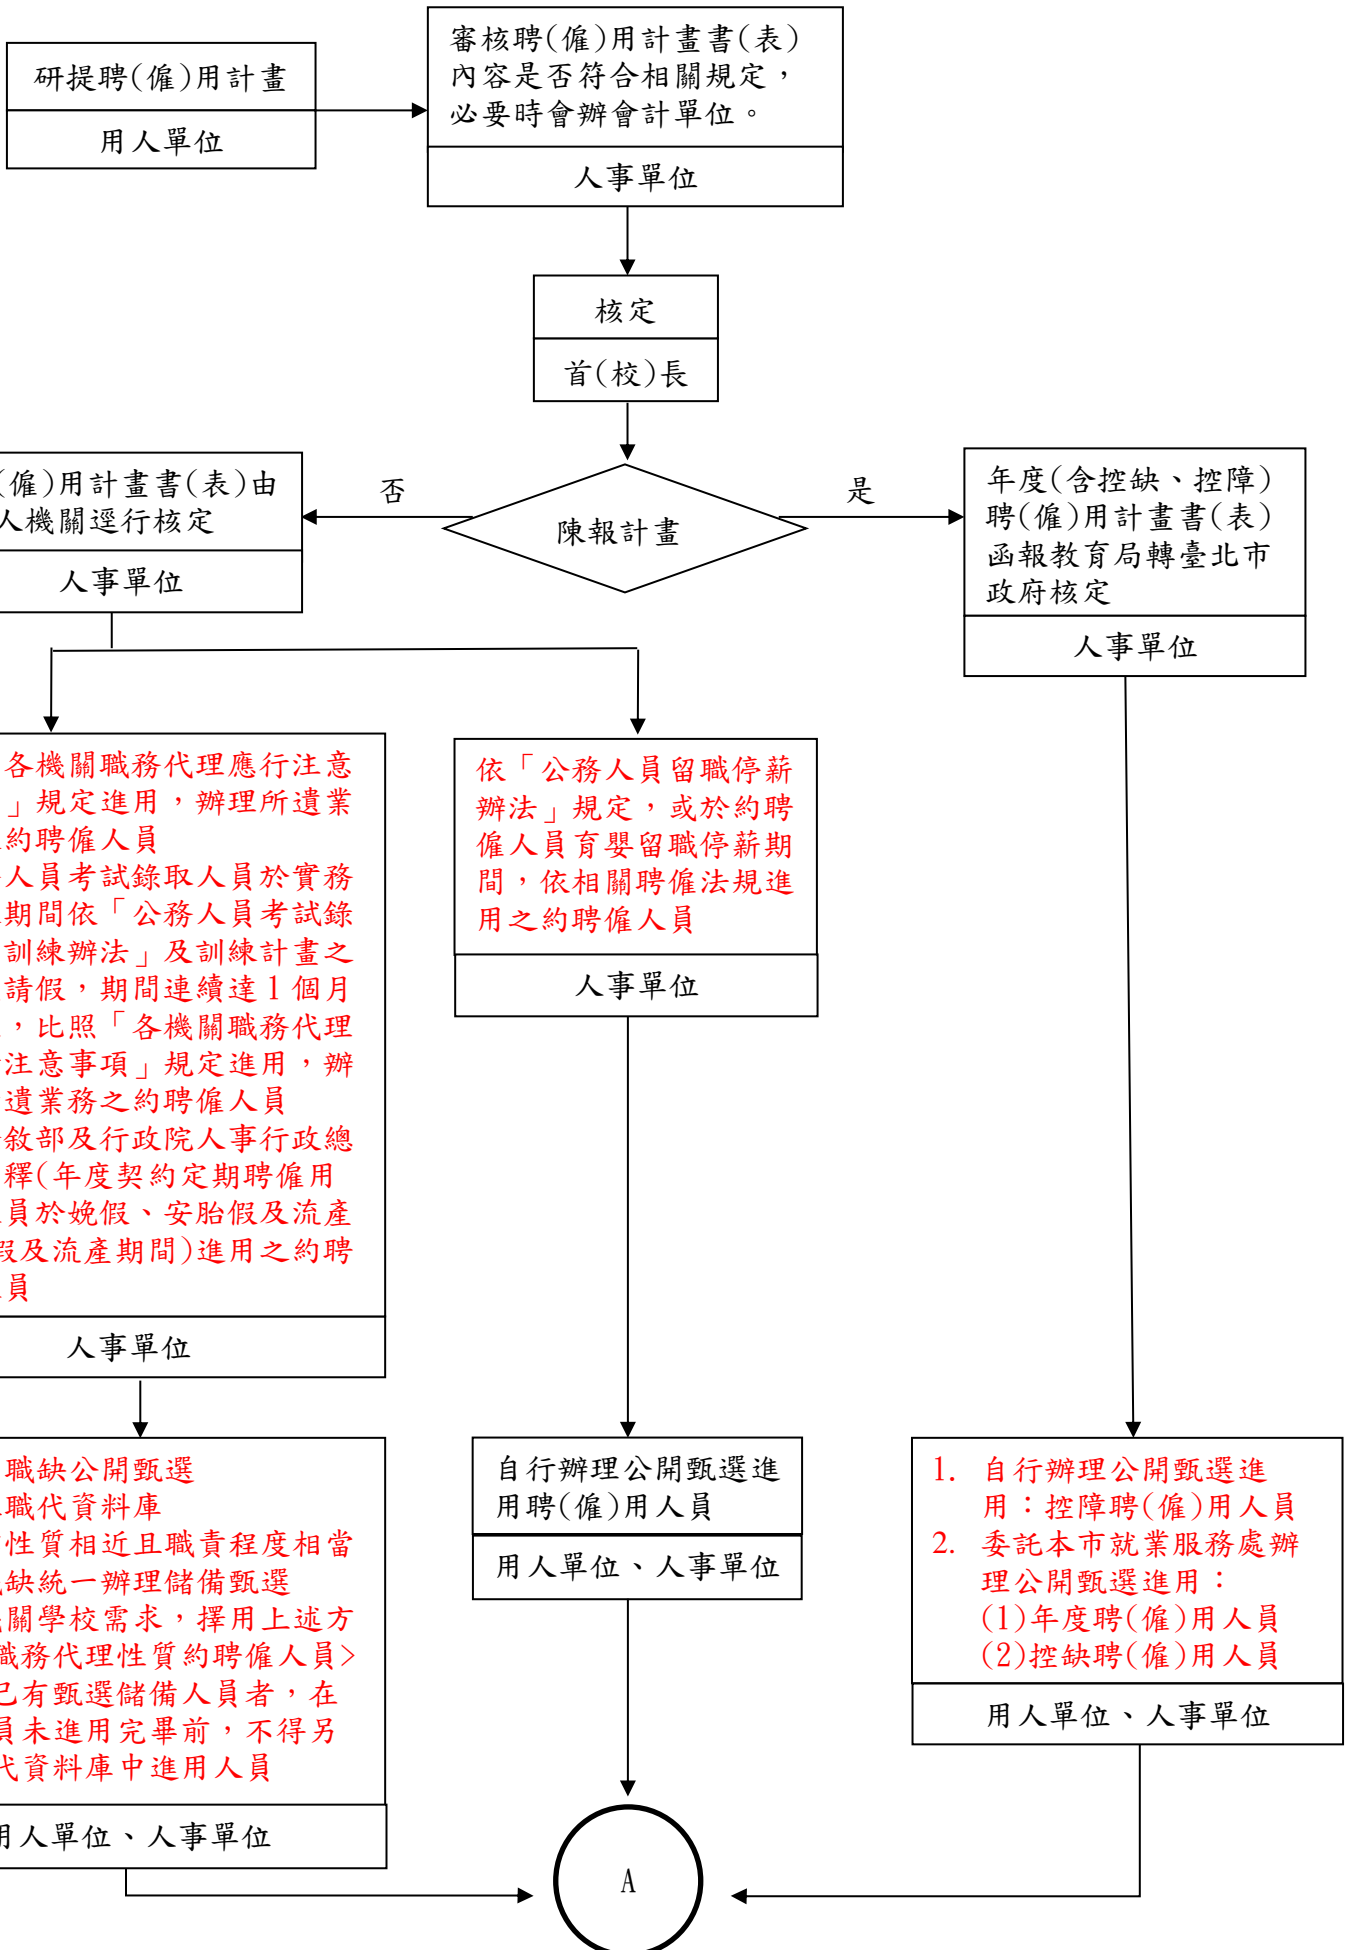 研提聘(僱)用計畫
用人單位
審核聘(僱)用計畫書(表)
內容是否符合相關規定，
必要時會辦會計單位。
人事單位
核定
首(校)長
陳報計畫
否
是
(僱)用計畫書(表)由
人機關逕行核定
人事單位
年度(含控缺、控障)
聘(僱)用計畫書(表)
函報教育局轉臺北市
政府核定
人事單位
各機關職務代理應行注意
」規定進用，辦理所遺業
約聘僱人員
人員考試錄取人員於實務
期間依「公務人員考試錄
訓練辦法」及訓練計畫之
請假，期間連續達1個月
，比照「各機關職務代理
注意事項」規定進用，辦
遺業務之約聘僱人員
敘部及行政院人事行政總
釋(年度契約定期聘僱用
員於娩假、安胎假及流產
假及流產期間)進用之約聘
員
人事單位
依「公務人員留職停薪
辦法」規定，或於約聘
僱人員育嬰留職停薪期
間，依相關聘僱法規進
用之約聘僱人員
人事單位
職缺公開甄選
職代資料庫
性質相近且職責程度相當
缺統一辦理儲備甄選
關學校需求，擇用上述方
職務代理性質約聘僱人員>
已有甄選儲備人員者，在
員未進用完畢前，不得另
代資料庫中進用人員
用人單位、人事單位
自行辦理公開甄選進
用聘(僱)用人員
用人單位、人事單位
1. 自行辦理公開甄選進
用：控障聘(僱)用人員
2. 委託本市就業服務處辦
理公開甄選進用：
(1)年度聘(僱)用人員
(2)控缺聘(僱)用人員
用人單位、人事單位
A